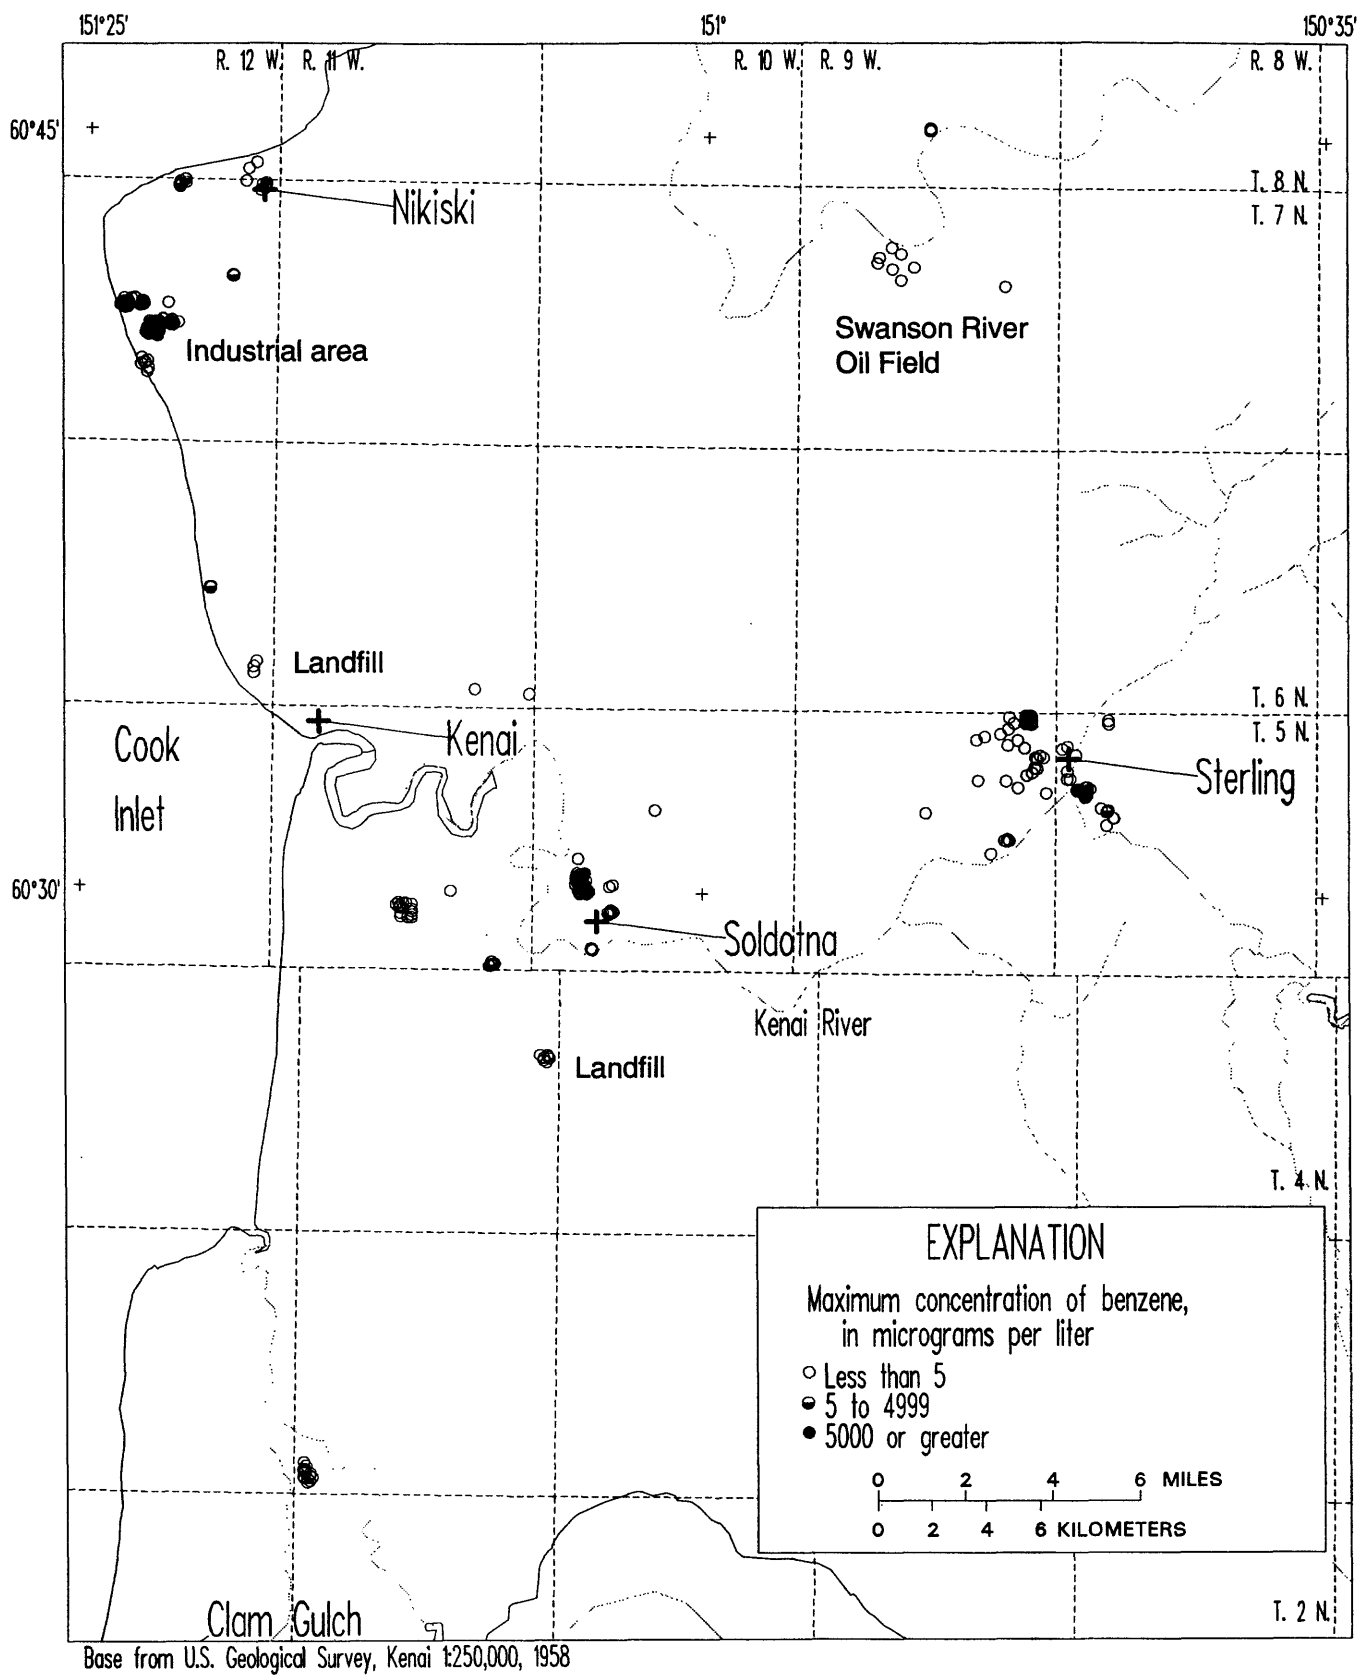 151°25'
151°
150°35'
R. 12 W. R. 11 W.
R. 10 W. R. 9 W.
R. 8 W.
60°45'
T. 8 N.
T. 7 N.
Nikiski
Swanson River
Oil Field
Industrial area
Landfill
T. 6 N.
T. 5 N.
Cook
Inlet
Kenai
Sterling
60°30'
Soldotna
Kenai River
Landfill
T. 4 N.
EXPLANATION
Maximum concentration of benzene,
in micrograms per liter
Less than 5
5 to 4999
5000 or greater
0 2 4 6 MILES
0 2 4 6 KILOMETERS
Clam Gulch
T. 2 N.
Base from U.S. Geological Survey, Kenai 1:250,000, 1958